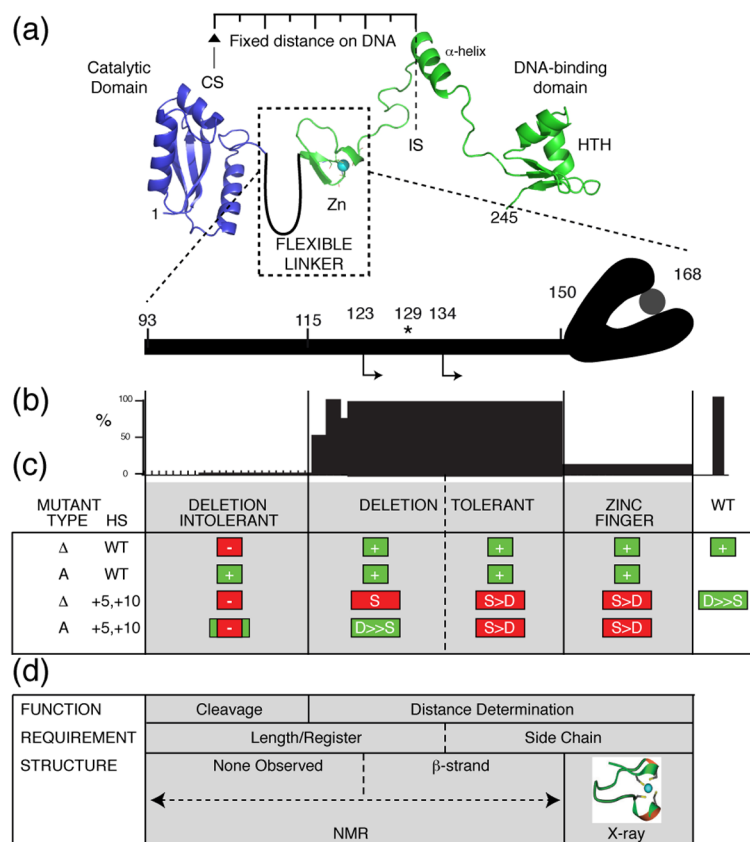 (a)
Fixed distance on DNA
Catalytic
Domain
CS
α-helix
DNA-binding
domain
IS
HTH
1
Zn
245
FLEXIBLE
LINKER
93
115
123
129
134
150
168
*
(b)
%
100
50
0
(c)
MUTANT
TYPE HS
DELETION
INTOLERANT
DELETION TOLERANT
ZINC
FINGER
WT
Δ WT - + + + +
A WT + + + +
Δ +5,+10 - S S>D S>D D>>S
A +5,+10 - D>>S S>D S>D
(d)
FUNCTION Cleavage Distance Determination
REQUIREMENT Length/Register Side Chain
STRUCTURE None Observed β-strand
NMR X-ray